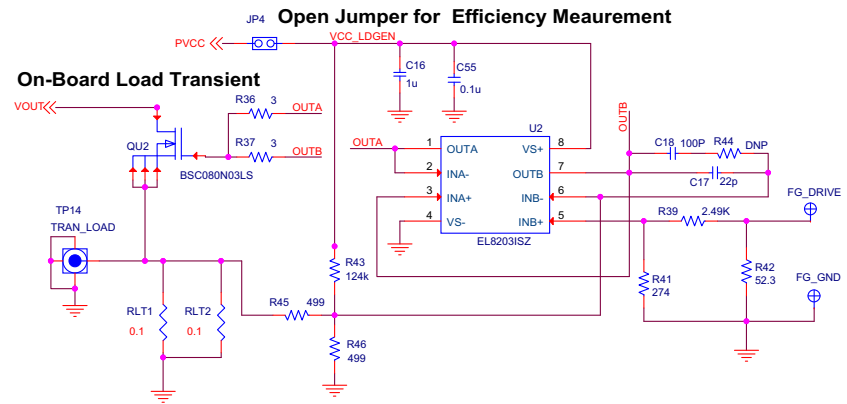 Open Jumper for Efficiency Meaurement
JP4
PVCC
VCC_LDGEN
On-Board Load Transient
VOUT
C16
1u
C55
0.1u
R36 3
OUTA
R37 3
OUTB
QU2
BSC080N03LS
OUTA
U2
1 OUTA VS+ 8
2 INA- OUTB 7
3 INA+ INB- 6
4 VS- INB+ 5
EL8203ISZ
OUTB
C18 100P R44 DNP
C17 22p
FG_DRIVE
R39 2.49K
TP14
TRAN_LOAD
R43
124k
R41
274
R42
52.3
FG_GND
RLT1
0.1
RLT2
0.1
R45 499
R46
499